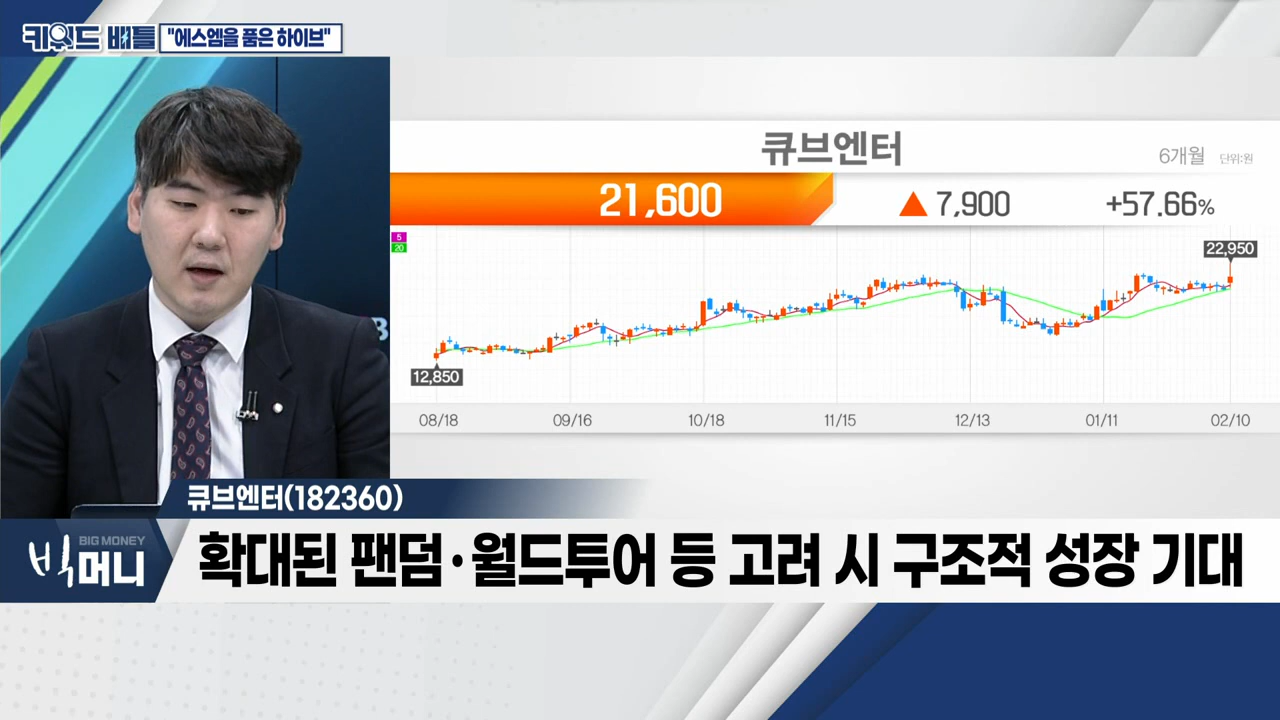 키워드 배틀 "에스엠을 품은 하이브"
큐브엔터
6개월 단위:원
21,600 ▲ 7,900 +57.66%
5
20
22,950
12,850
08/18 09/16 10/18 11/15 12/13 01/11 02/10
B
큐브엔터(182360)
BIG MONEY
빅머니
확대된 팬덤·월드투어 등 고려 시 구조적 성장 기대